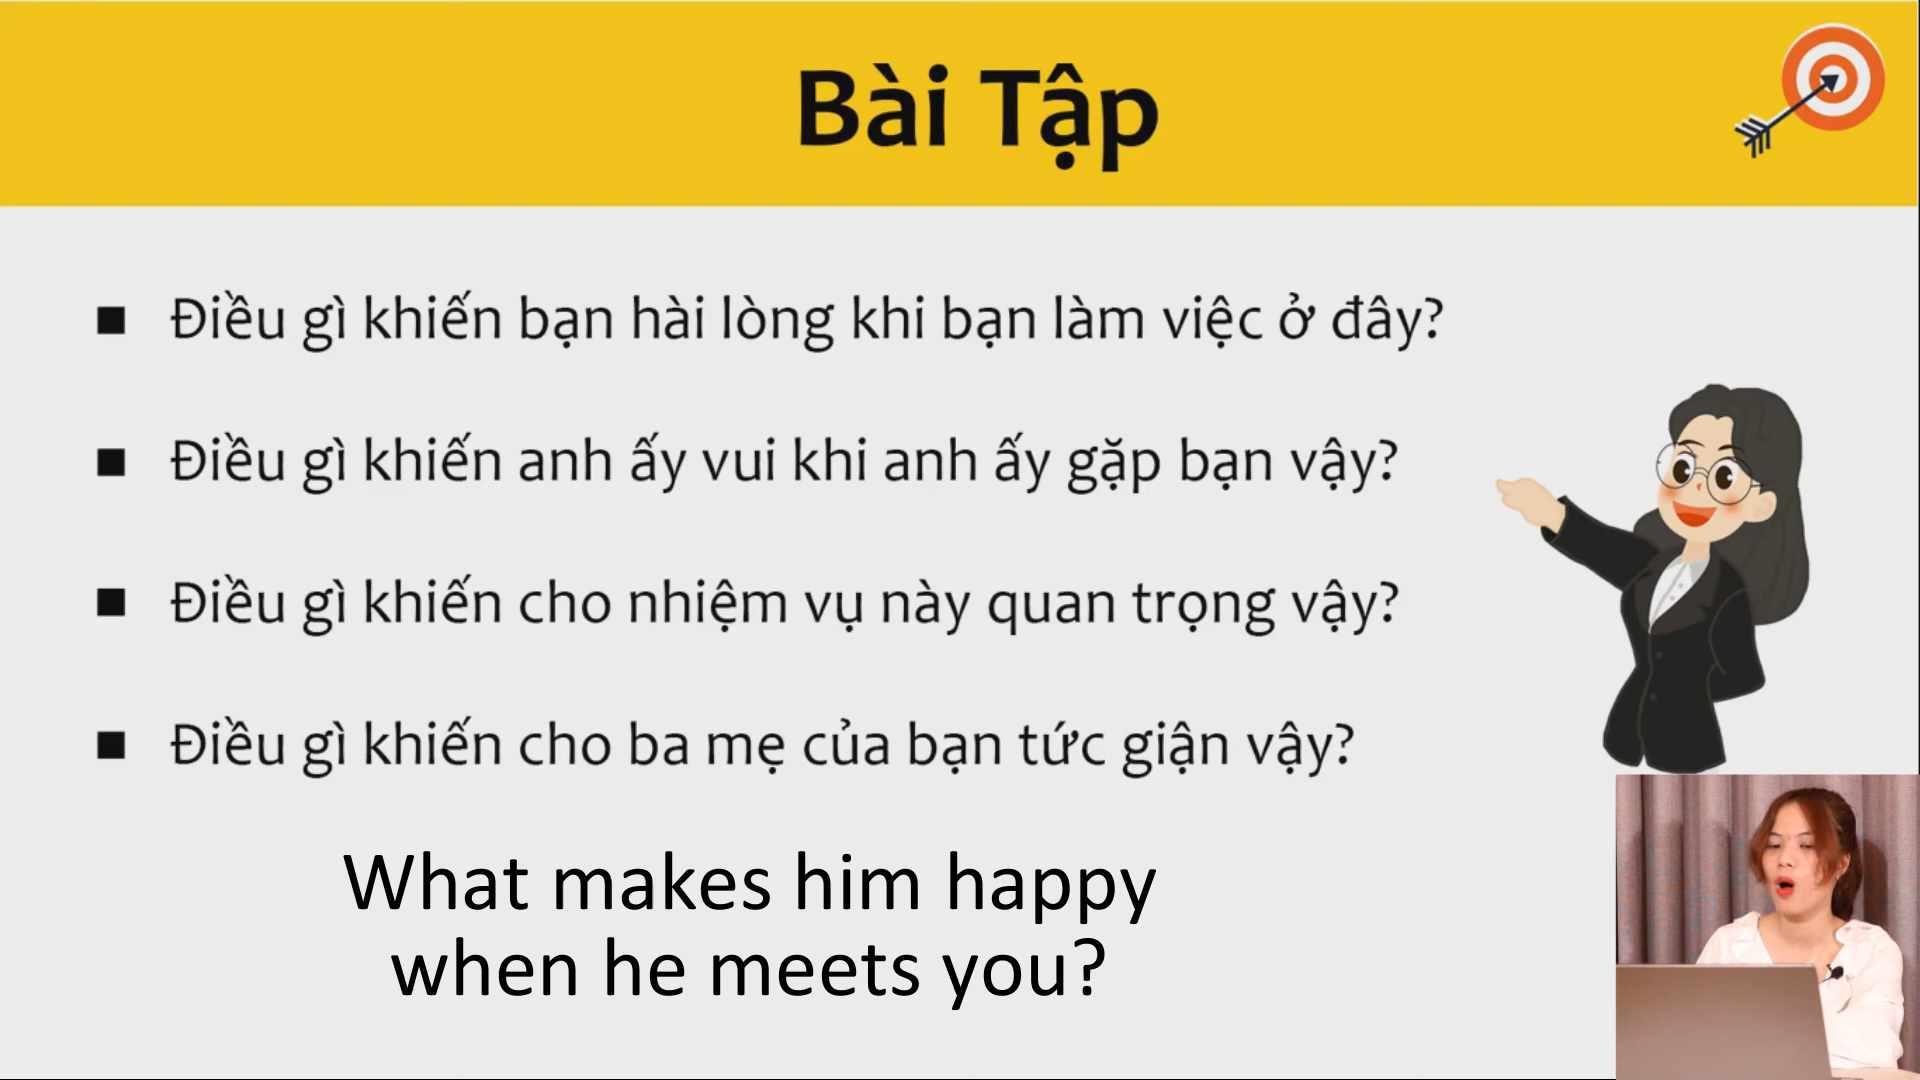 Bài Tập
Điều gì khiến bạn hài lòng khi bạn làm việc ở đây?
Điều gì khiến anh ấy vui khi anh ấy gặp bạn vậy?
Điều gì khiến cho nhiệm vụ này quan trọng vậy?
Điều gì khiến cho ba mẹ của bạn tức giận vậy?
What makes him happy
when he meets you?